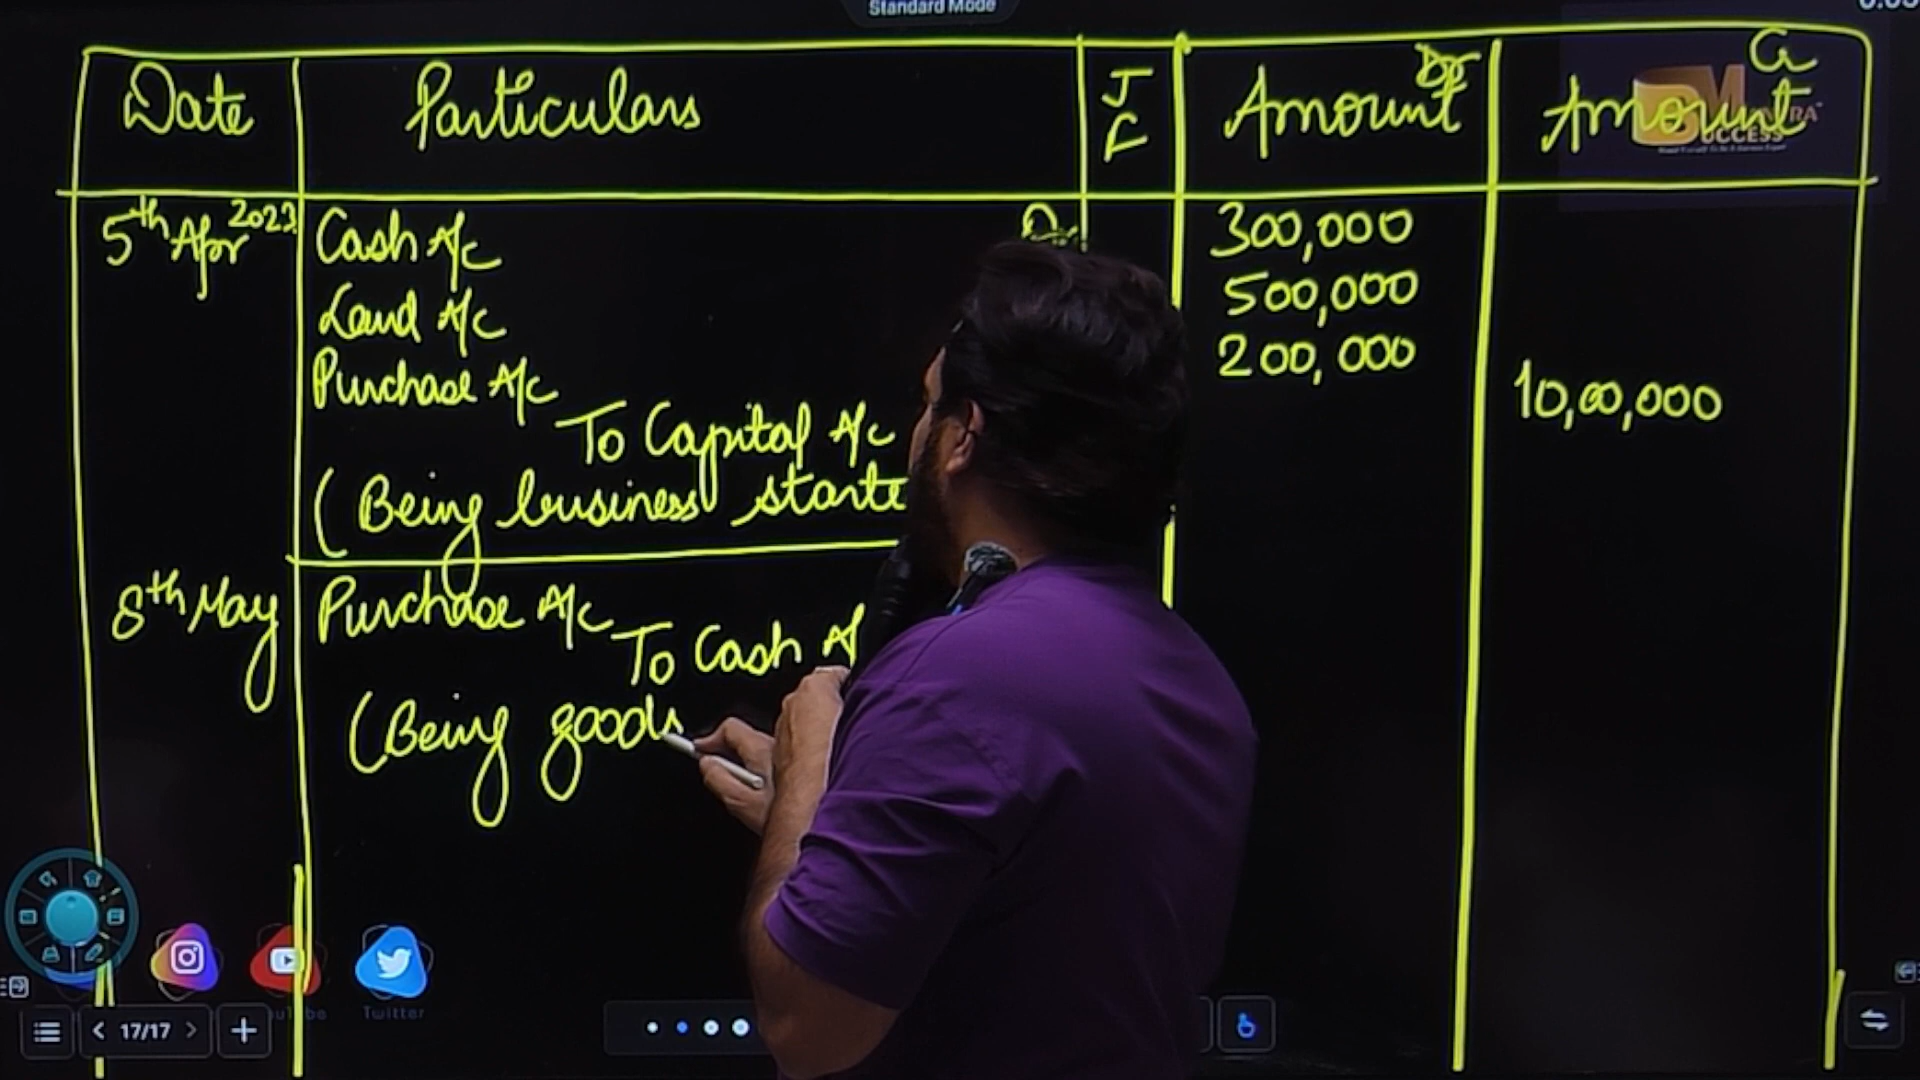 Standard Mode
Date Particulars J F Amount Dr Amount Cr
5th Apr 2023 Cash A/c Dr 300,000
Land A/c 500,000
Purchase A/c 200,000
To Capital A/c 10,00,000
(Being business starte
8th May Purchase A/c
To Cash A/
(Being goods
Twitter
17/17